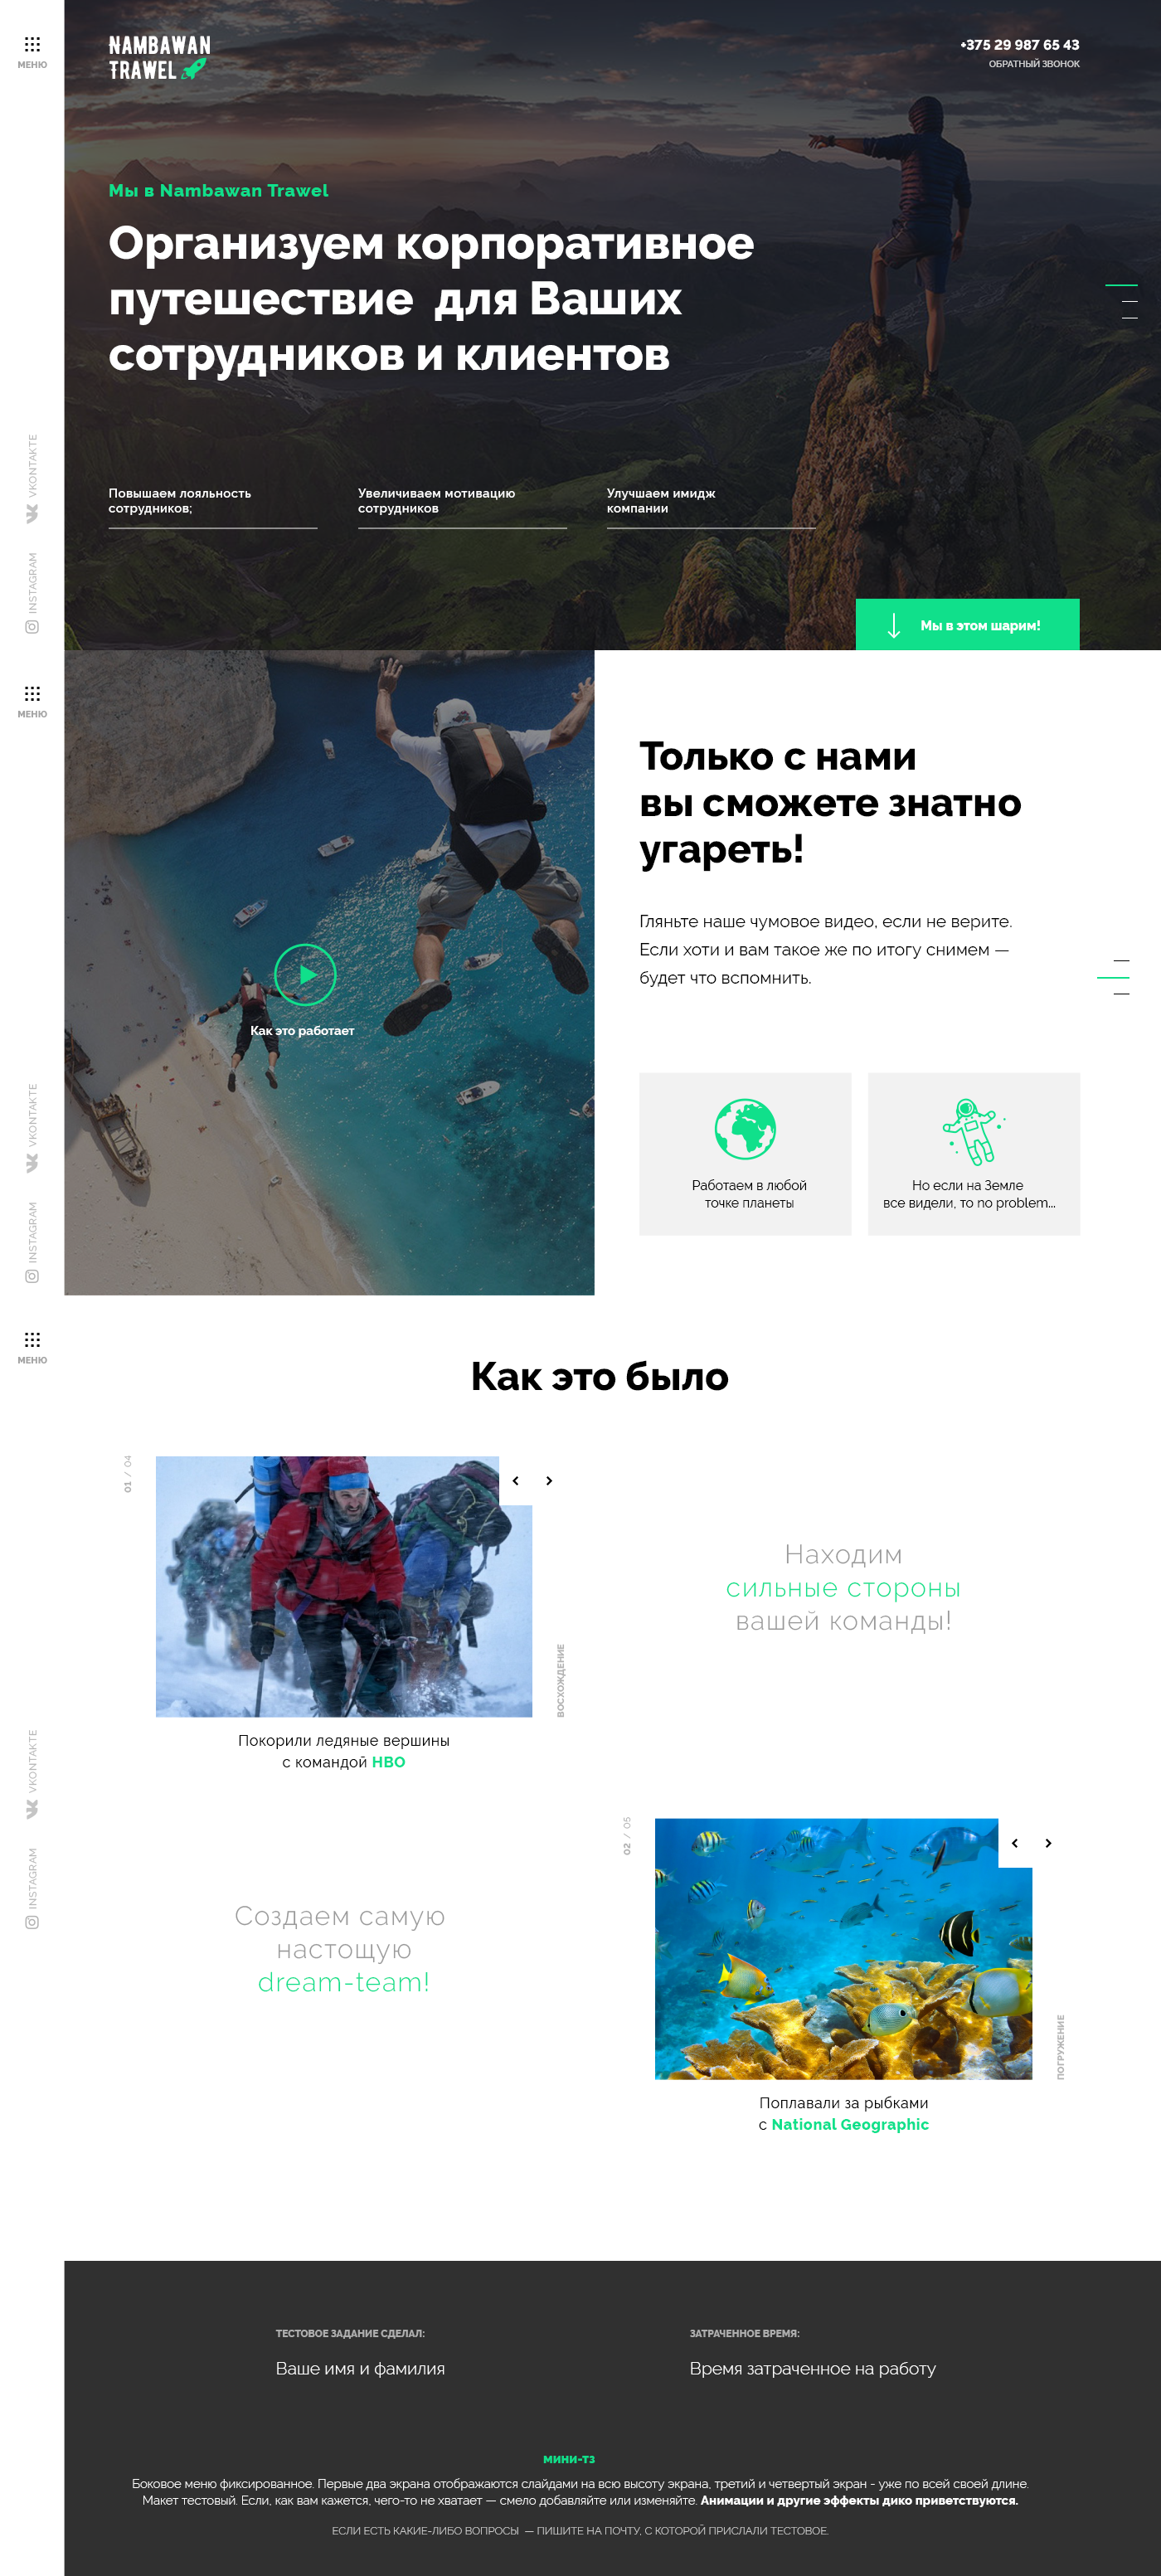 МЕНЮ
NAMBAWAN
TRAWEL
+375 29 987 65 43
ОБРАТНЫЙ ЗВОНОК
Мы в Nambawan Trawel
Организуем корпоративное
путешествие для Ваших
сотрудников и клиентов
VKONTAKTE
INSTAGRAM
Повышаем лояльность
сотрудников;
Увеличиваем мотивацию
сотрудников
Улучшаем имидж
компании
Мы в этом шарим!
МЕНЮ
Только с нами
вы сможете знатно
угареть!
Гляньте наше чумовое видео, если не верите.
Если хоти и вам такое же по итогу снимем —
будет что вспомнить.
Как это работает
VKONTAKTE
INSTAGRAM
Работаем в любой
точке планеты
Но если на Земле
все видели, то no problem...
МЕНЮ
Как это было
01 / 04
ВОСХОЖДЕНИЕ
Покорили ледяные вершины
с командой HBO
Находим
сильные стороны
вашей команды!
VKONTAKTE
INSTAGRAM
Создаем самую
настощую
dream-team!
02 / 05
ПОГРУЖЕНИЕ
Поплавали за рыбками
с National Geographic
ТЕСТОВОЕ ЗАДАНИЕ СДЕЛАЛ:
Ваше имя и фамилия
ЗАТРАЧЕННОЕ ВРЕМЯ:
Время затраченное на работу
мини-тз
Боковое меню фиксированное. Первые два экрана отображаются слайдами на всю высоту экрана, третий и четвертый экран - уже по всей своей длине.
Макет тестовый. Если, как вам кажется, чего-то не хватает — смело добавляйте или изменяйте. Анимации и другие эффекты дико приветствуются.
ЕСЛИ ЕСТЬ КАКИЕ-ЛИБО ВОПРОСЫ — ПИШИТЕ НА ПОЧТУ, С КОТОРОЙ ПРИСЛАЛИ ТЕСТОВОЕ.